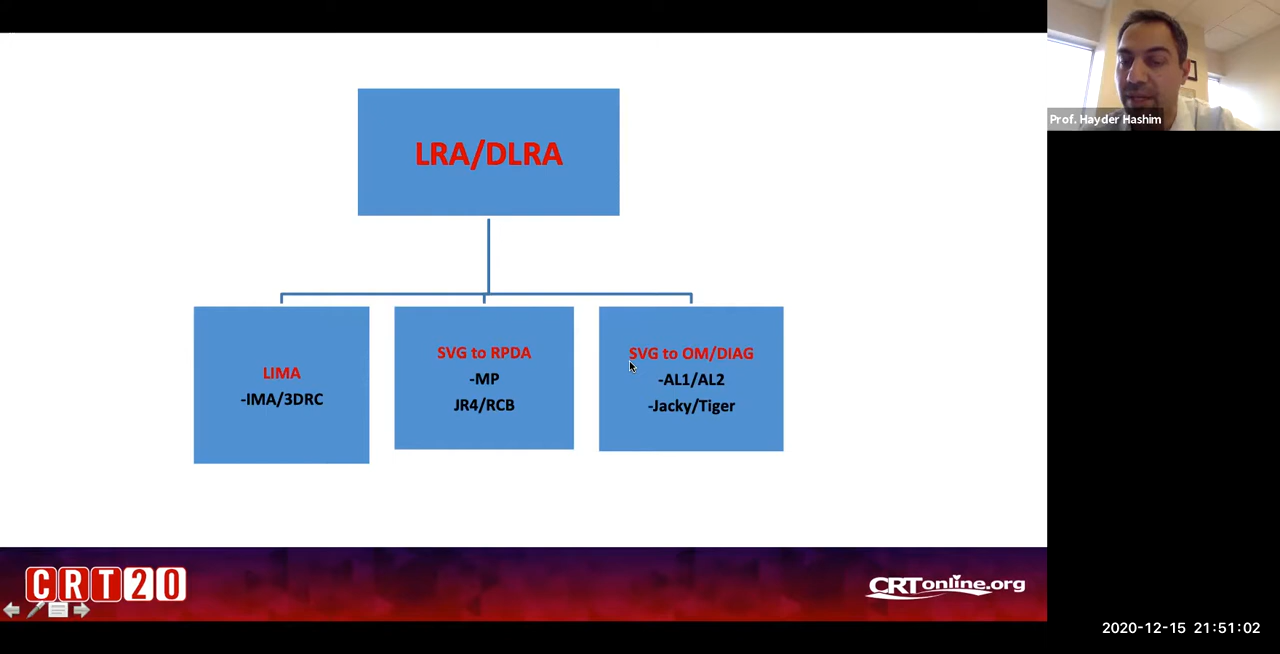 Prof. Hayder Hashim
LRA/DLRA
LIMA
-IMA/3DRC
SVG to RPDA
-MP
JR4/RCB
SVG to OM/DIAG
-AL1/AL2
-Jacky/Tiger
CRT20
CRTonline.org
2020-12-15 21:51:02